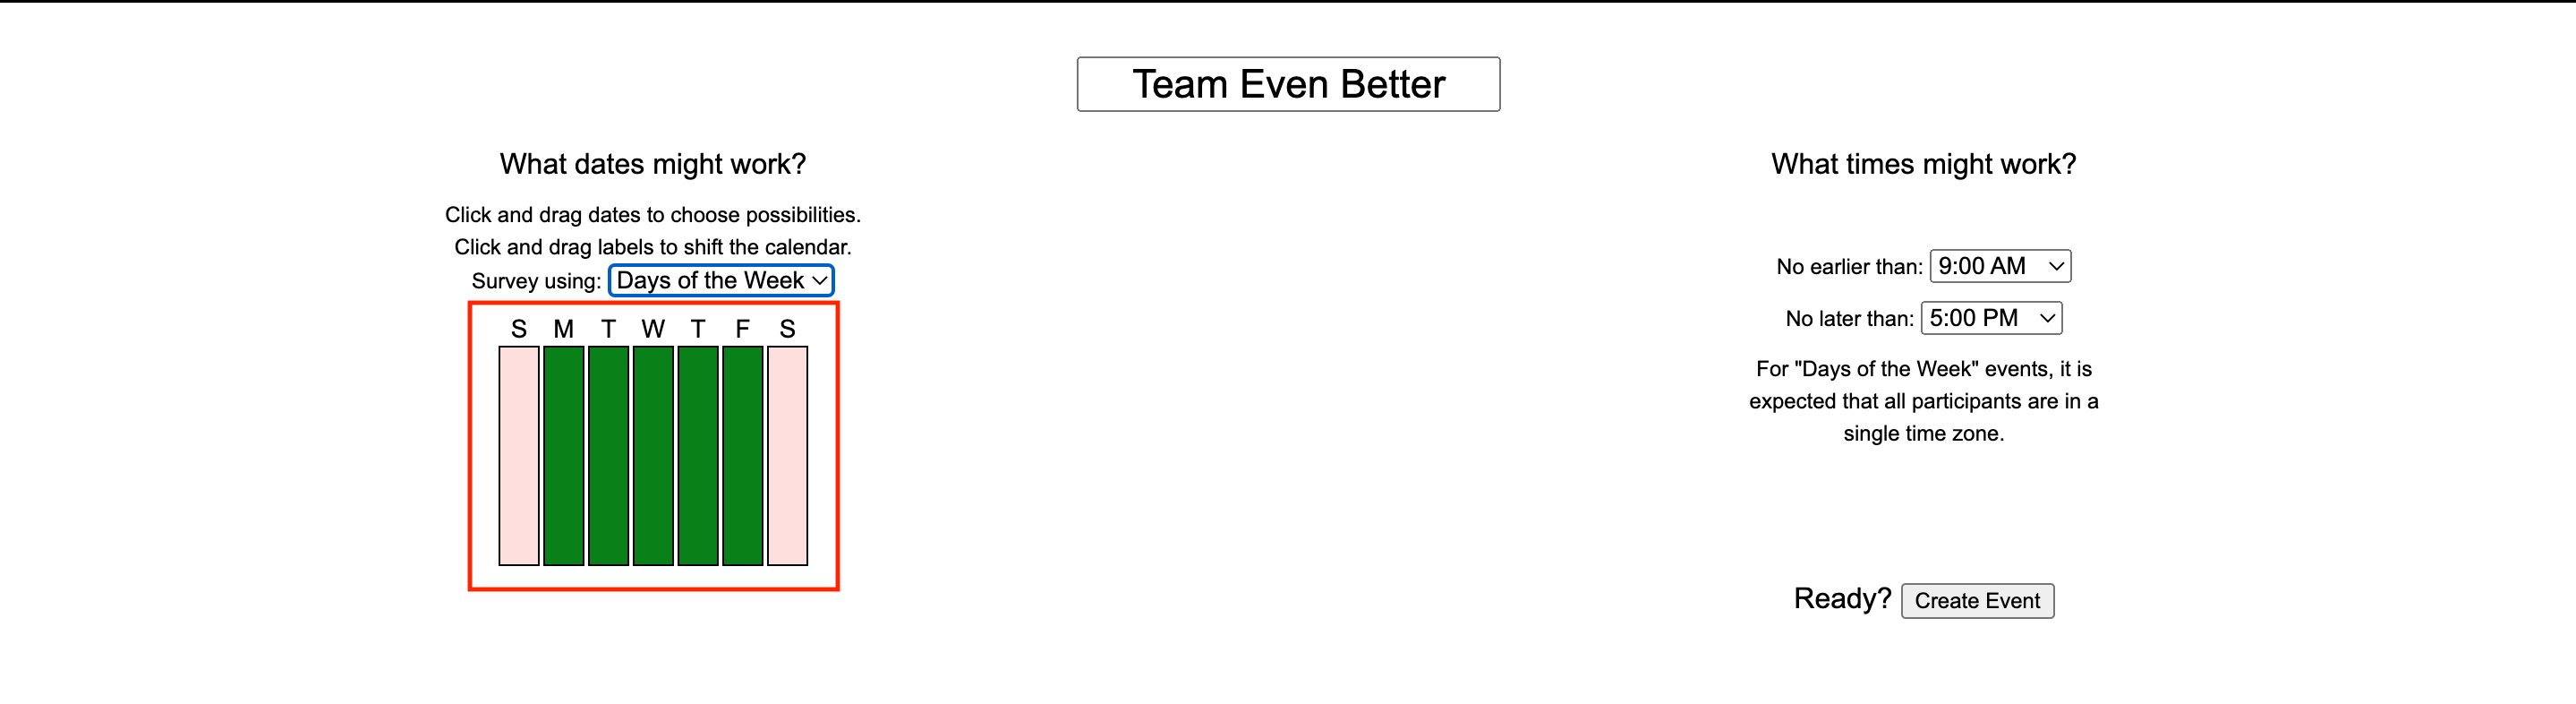 Team Even Better
What dates might work?
Click and drag dates to choose possibilities.
Click and drag labels to shift the calendar.
Survey using: Days of the Week
S M T W T F S
What times might work?
No earlier than: 9:00 AM
No later than: 5:00 PM
For "Days of the Week" events, it is
expected that all participants are in a
single time zone.
Ready? Create Event